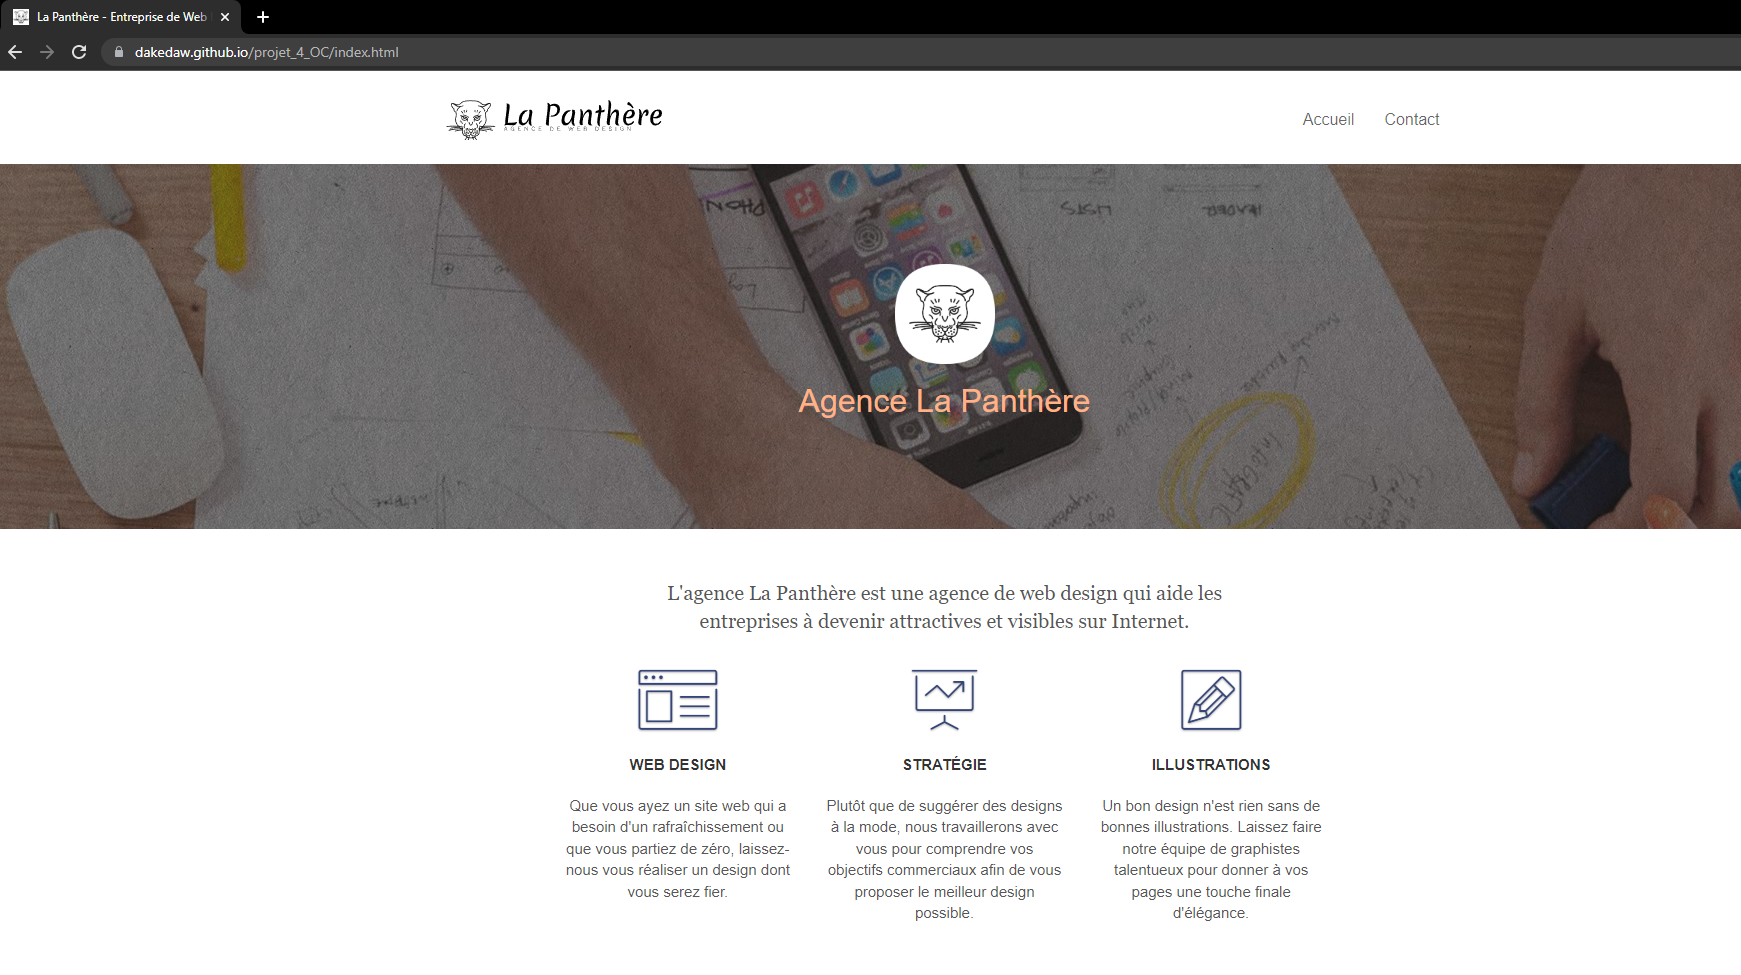 La Panthère - Entreprise de Web
dakedaw.github.io/projet_4_OC/index.html
La Panthère
AGENCE DE WEB DESIGN
Accueil
Contact
LISTS
HEADER
Agence La Panthère
L'agence La Panthère est une agence de web design qui aide les
entreprises à devenir attractives et visibles sur Internet.
WEB DESIGN
Que vous ayez un site web qui a
besoin d'un rafraîchissement ou
que vous partiez de zéro, laissez-
nous vous réaliser un design dont
vous serez fier.
STRATÉGIE
Plutôt que de suggérer des designs
à la mode, nous travaillerons avec
vous pour comprendre vos
objectifs commerciaux afin de vous
proposer le meilleur design
possible.
ILLUSTRATIONS
Un bon design n'est rien sans de
bonnes illustrations. Laissez faire
notre équipe de graphistes
talentueux pour donner à vos
pages une touche finale
d'élégance.